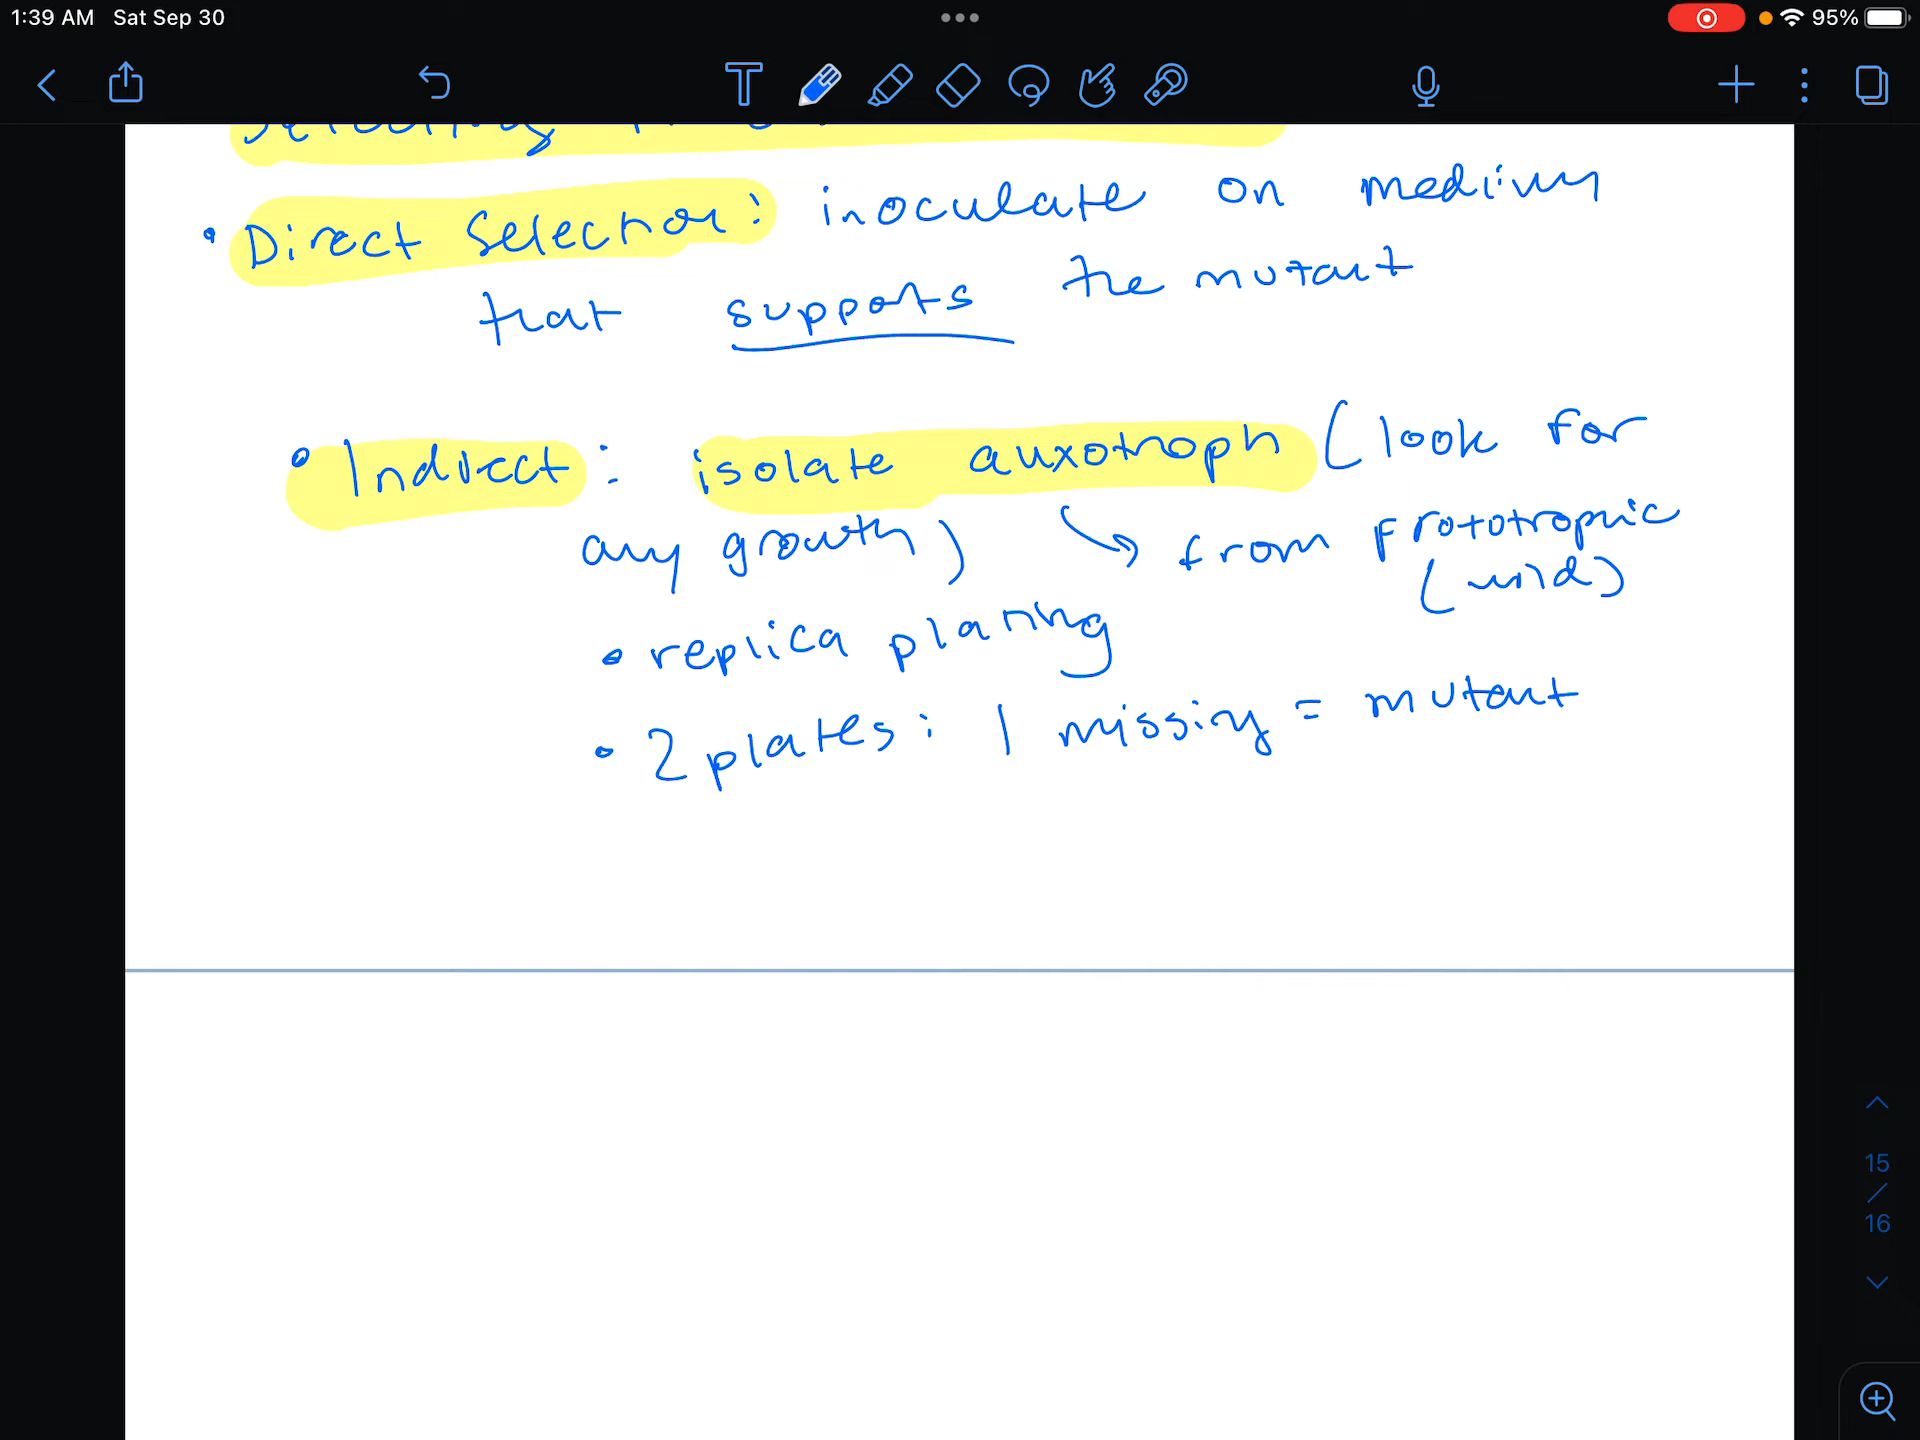 1:39 AM Sat Sep 30
95%
• Direct Selection: inoculate on medium
that supports the mutant
• Indirect: isolate auxotroph (look for
any growth) ↳ from Prototrophic
(wild)
• replica plating
• 2 plates: 1 missing = mutant
15
/
16